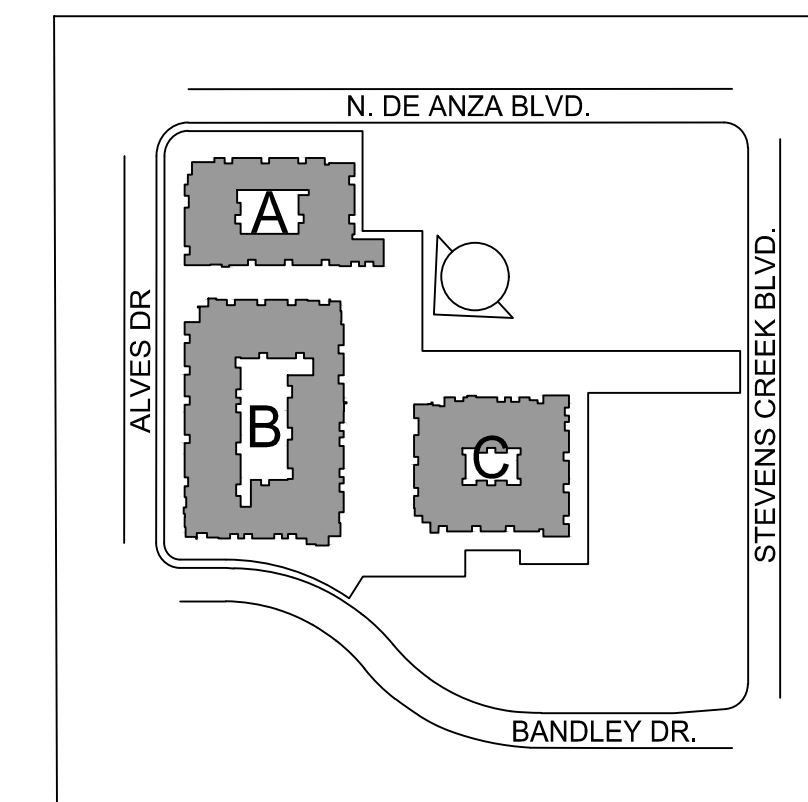 N. DE ANZA BLVD.
A
ALVES DR
STEVENS CREEK BLVD.
B
C
BANDLEY DR.